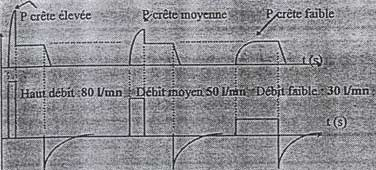 P crête élevée P crête moyenne P crête faible
t (s)
Haut débit :80 l/mn Débit moyen 50 l/mn Débit faible : 30 l/mn
t (s)